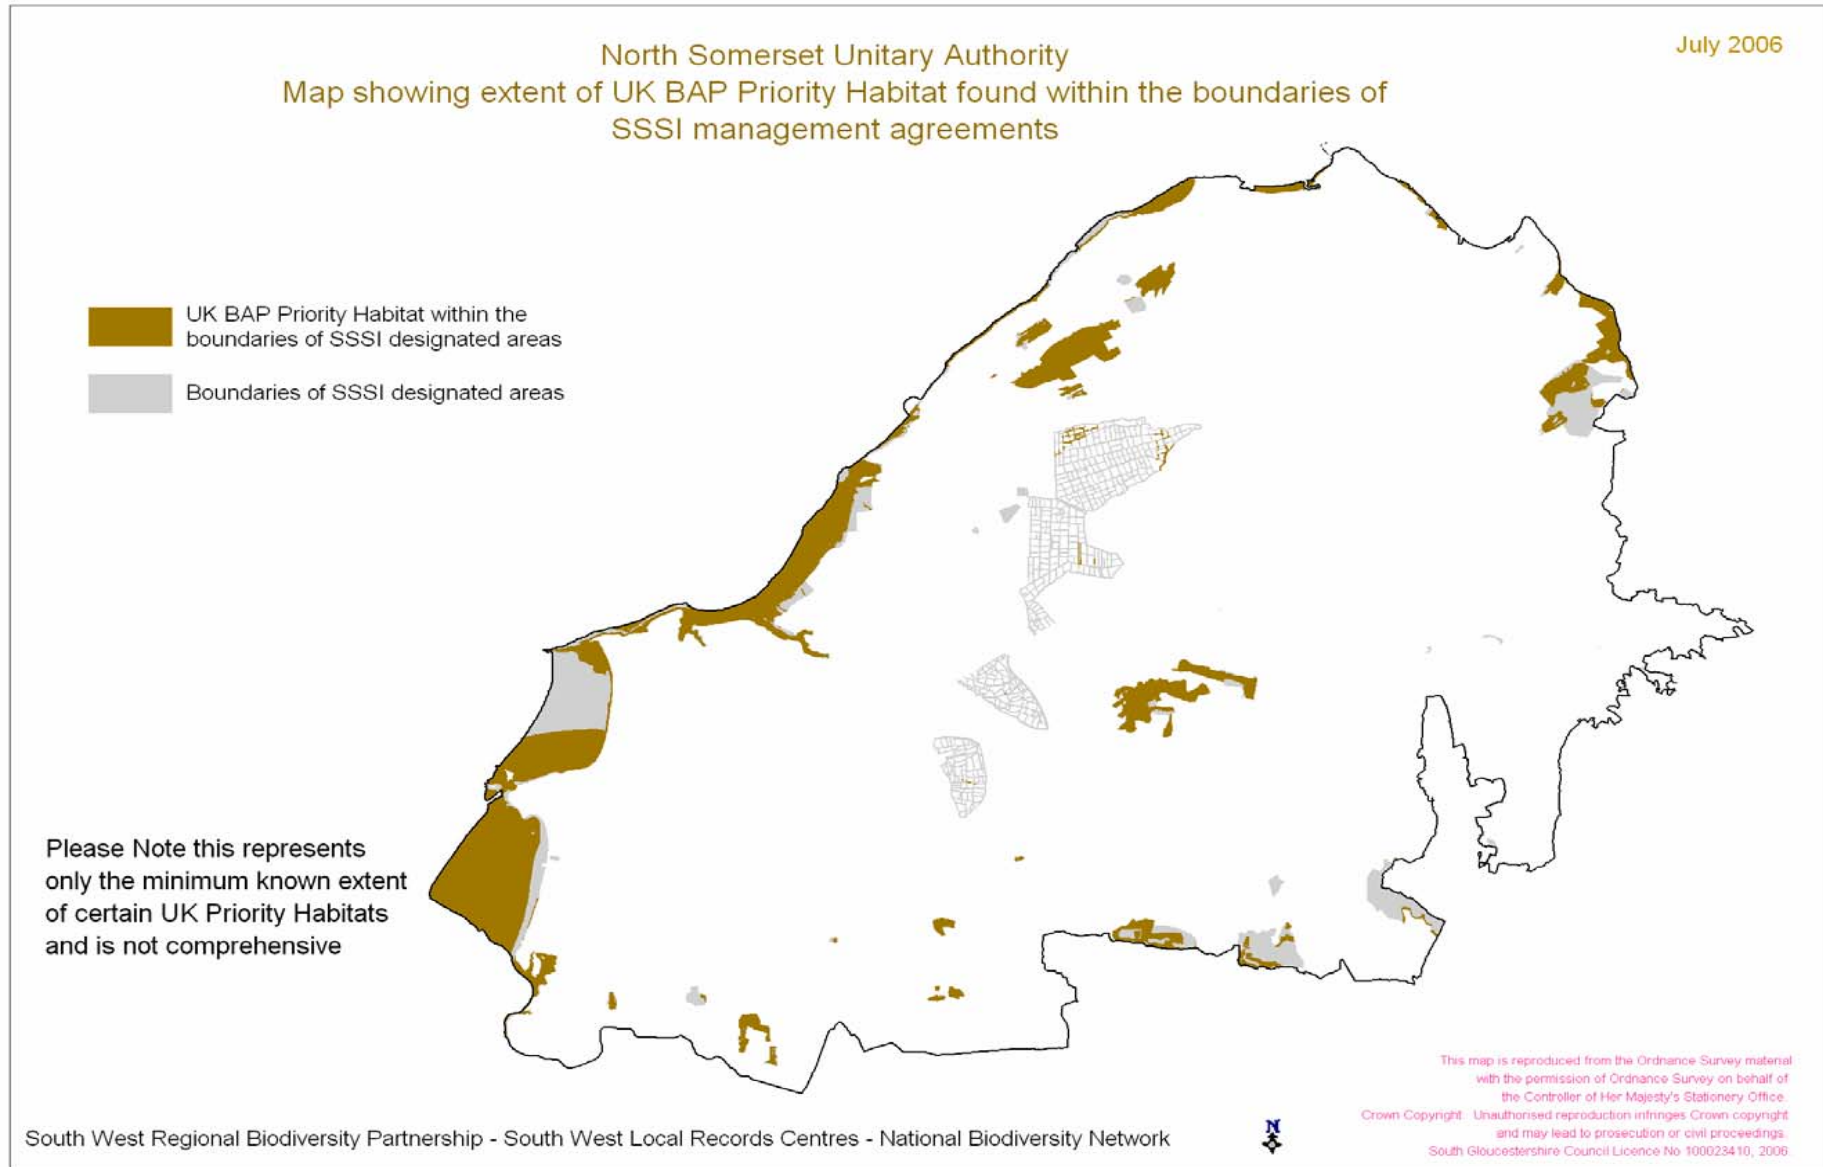 North Somerset Unitary Authority
July 2006
Map showing extent of UK BAP Priority Habitat found within the boundaries of
SSSI management agreements
UK BAP Priority Habitat within the
boundaries of SSSI designated areas
Boundaries of SSSI designated areas
Please Note this represents
only the minimum known extent
of certain UK Priority Habitats
and is not comprehensive
This map is reproduced from the Ordnance Survey material
with the permission of Ordnance Survey on behalf of
the Controller of Her Majesty's Stationery Office.
Crown Copyright. Unauthorised reproduction infringes Crown copyright
and may lead to prosecution or civil proceedings.
South Gloucestershire Council Licence No 100023410, 2006.
South West Regional Biodiversity Partnership - South West Local Records Centres - National Biodiversity Network
N